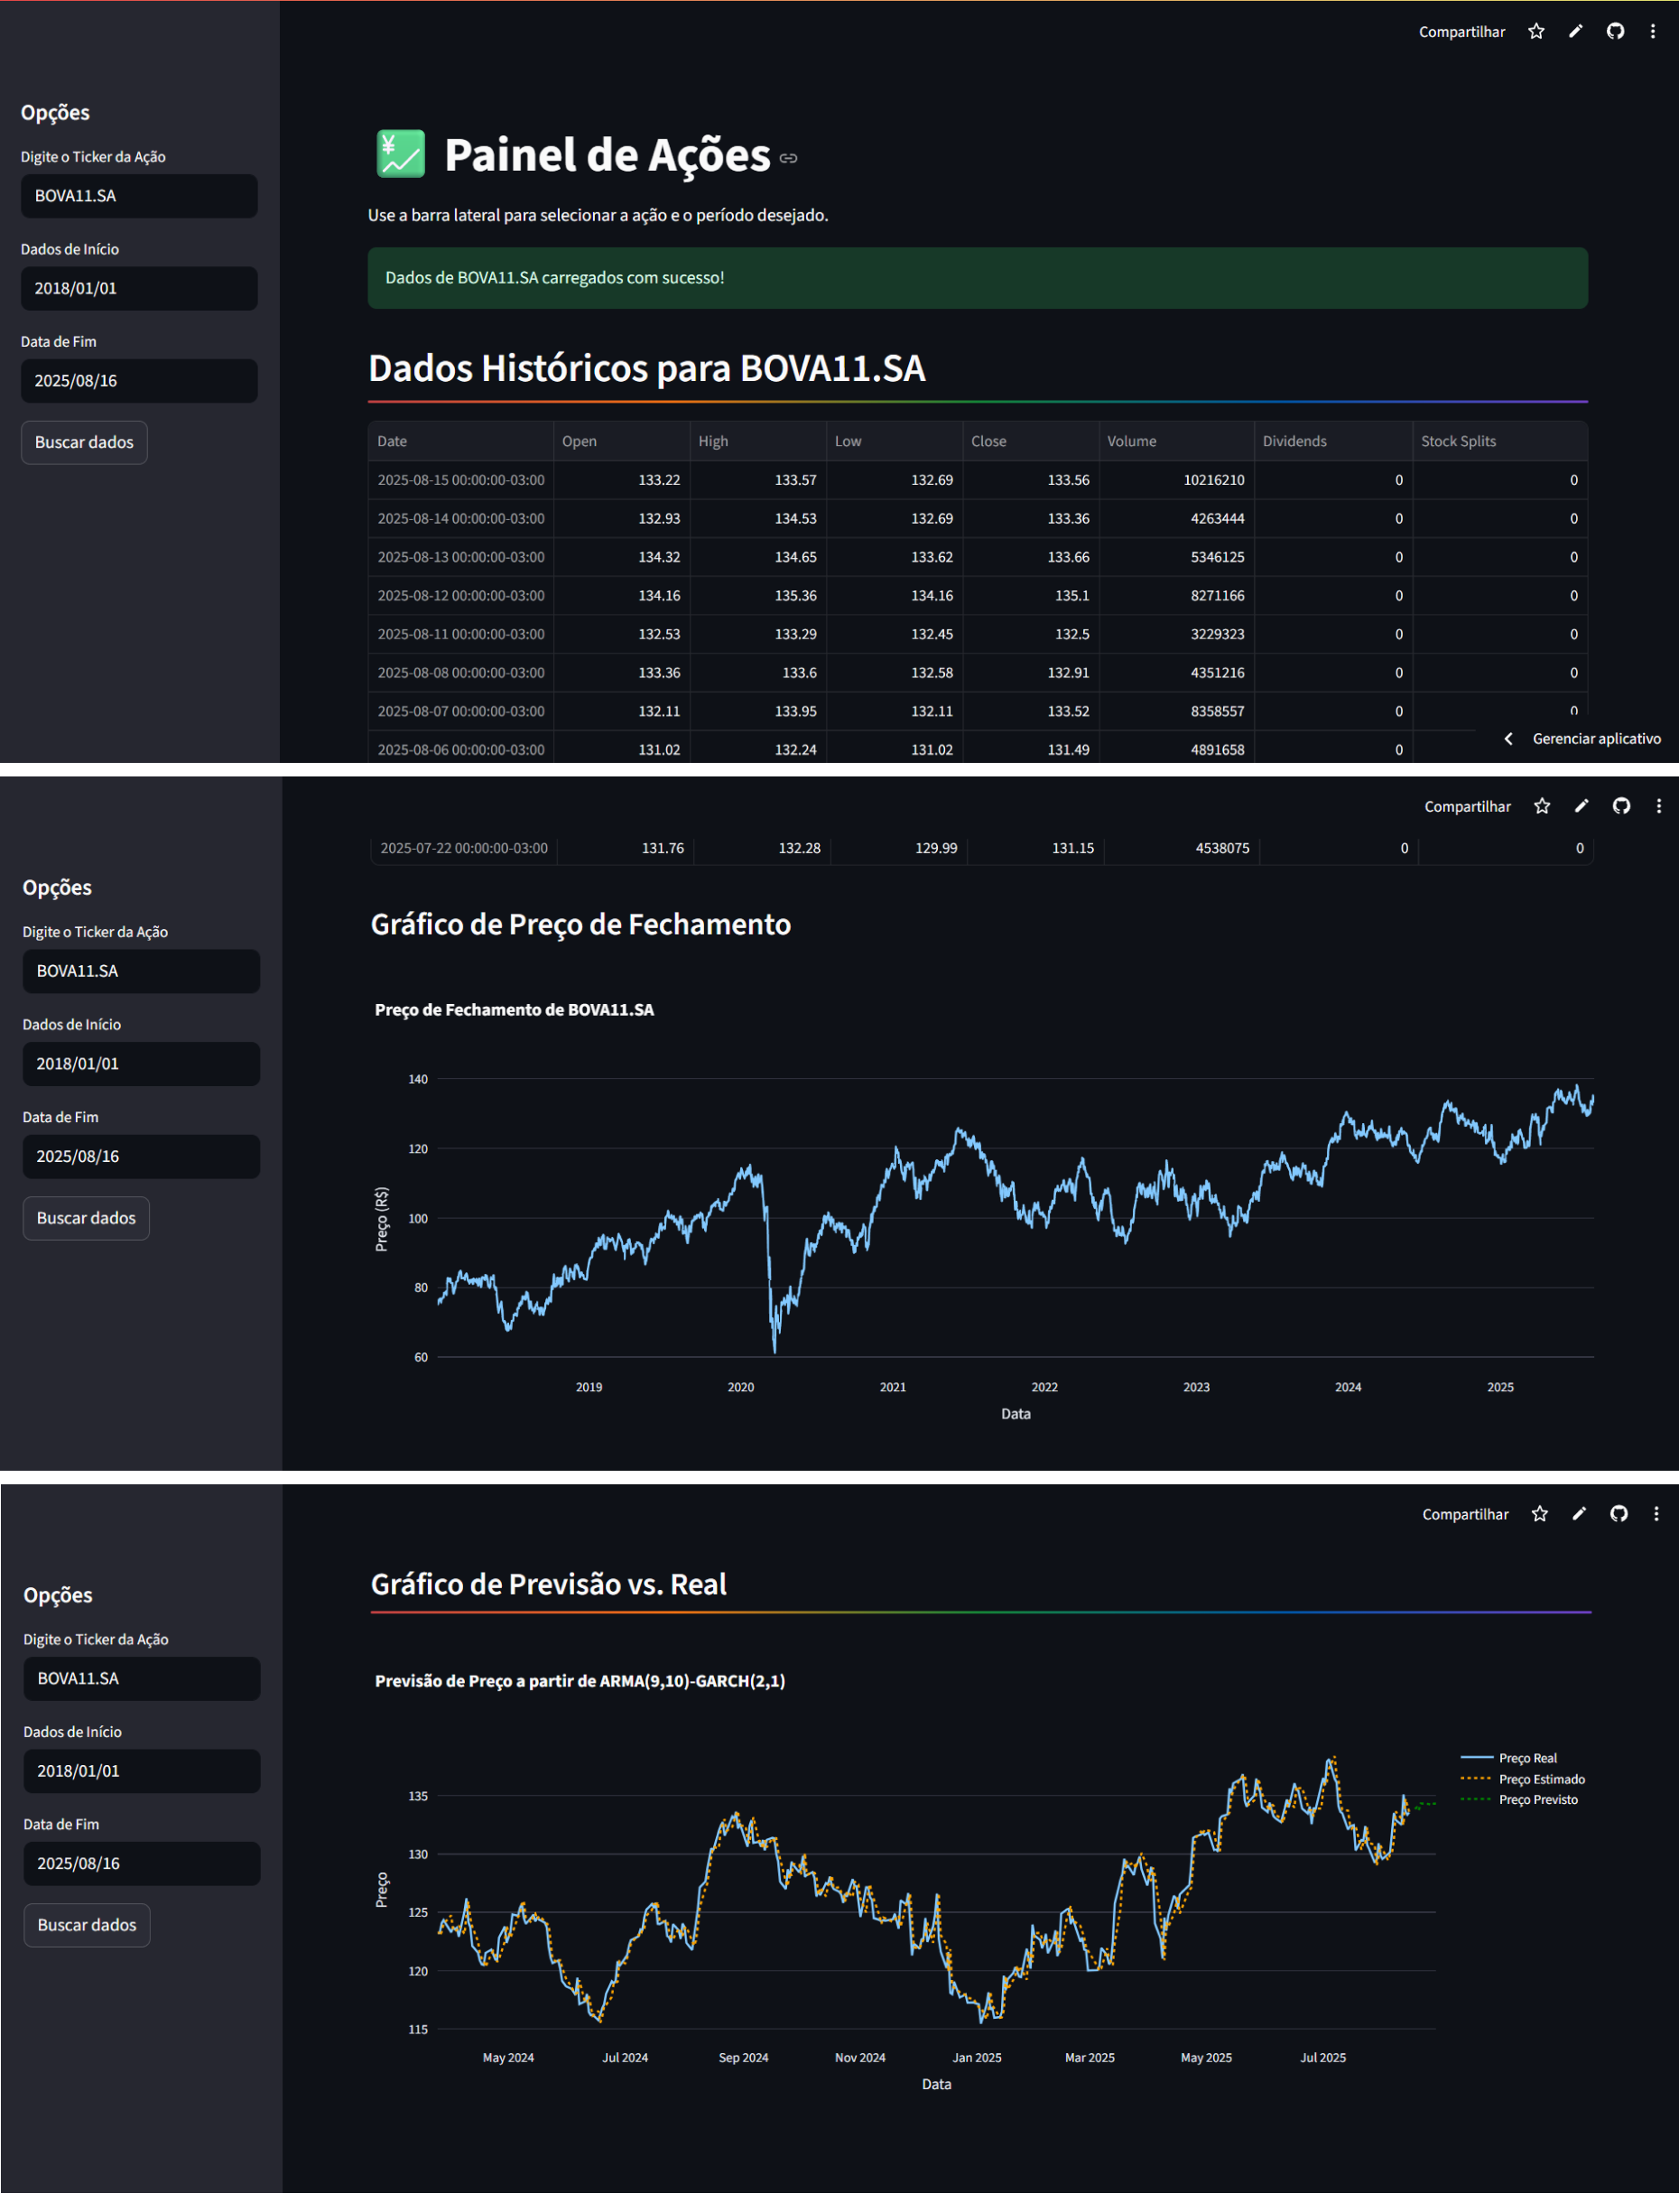 Compartilhar
Opções
Digite o Ticker da Ação
BOVA11.SA
Dados de Início
2018/01/01
Data de Fim
2025/08/16
Buscar dados
Painel de Ações
Use a barra lateral para selecionar a ação e o período desejado.
Dados de BOVA11.SA carregados com sucesso!
Dados Históricos para BOVA11.SA
Date Open High Low Close Volume Dividends Stock Splits
2025-08-15 00:00:00-03:00 133.22 133.57 132.69 133.56 10216210 0 0
2025-08-14 00:00:00-03:00 132.93 134.53 132.69 133.36 4263444 0 0
2025-08-13 00:00:00-03:00 134.32 134.65 133.62 133.66 5346125 0 0
2025-08-12 00:00:00-03:00 134.16 135.36 134.16 135.1 8271166 0 0
2025-08-11 00:00:00-03:00 132.53 133.29 132.45 132.5 3229323 0 0
2025-08-08 00:00:00-03:00 133.36 133.6 132.58 132.91 4351216 0 0
2025-08-07 00:00:00-03:00 132.11 133.95 132.11 133.52 8358557 0 0
2025-08-06 00:00:00-03:00 131.02 132.24 131.02 131.49 4891658 0
Gerenciar aplicativo
Compartilhar
Opções
Digite o Ticker da Ação
BOVA11.SA
Dados de Início
2018/01/01
Data de Fim
2025/08/16
Buscar dados
2025-07-22 00:00:00-03:00 131.76 132.28 129.99 131.15 4538075 0 0
Gráfico de Preço de Fechamento
Preço de Fechamento de BOVA11.SA
140
120
100
80
60
Preço (R$)
2019 2020 2021 2022 2023 2024 2025
Data
Compartilhar
Opções
Digite o Ticker da Ação
BOVA11.SA
Dados de Início
2018/01/01
Data de Fim
2025/08/16
Buscar dados
Gráfico de Previsão vs. Real
Previsão de Preço a partir de ARMA(9,10)-GARCH(2,1)
Preço Real
Preço Estimado
Preço Previsto
135
130
125
120
115
Preço
May 2024 Jul 2024 Sep 2024 Nov 2024 Jan 2025 Mar 2025 May 2025 Jul 2025
Data